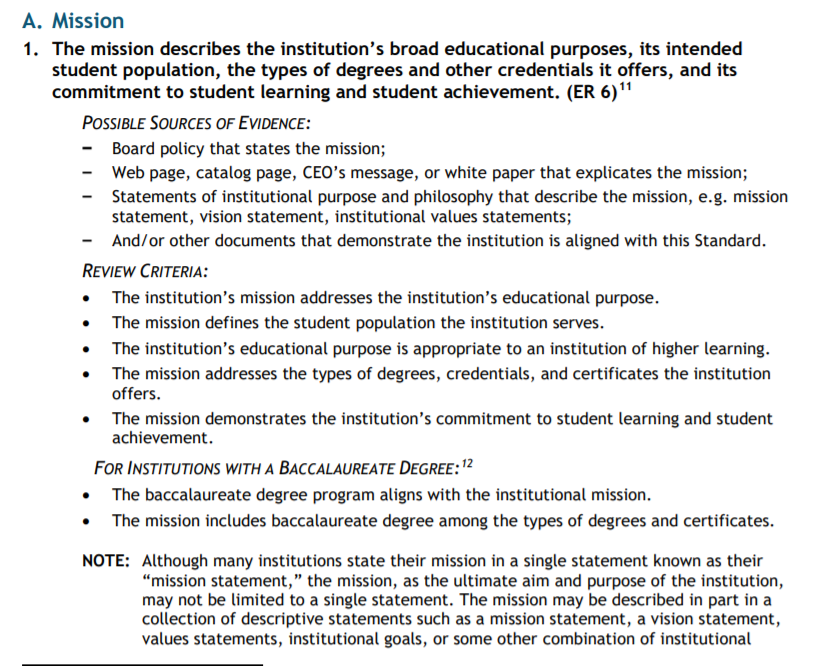 A. Mission
1. The mission describes the institution’s broad educational purposes, its intended
student population, the types of degrees and other credentials it offers, and its
commitment to student learning and student achievement. (ER 6)11
POSSIBLE SOURCES OF EVIDENCE:
– Board policy that states the mission;
– Web page, catalog page, CEO’s message, or white paper that explicates the mission;
– Statements of institutional purpose and philosophy that describe the mission, e.g. mission
statement, vision statement, institutional values statements;
– And/or other documents that demonstrate the institution is aligned with this Standard.
REVIEW CRITERIA:
• The institution’s mission addresses the institution’s educational purpose.
• The mission defines the student population the institution serves.
• The institution’s educational purpose is appropriate to an institution of higher learning.
• The mission addresses the types of degrees, credentials, and certificates the institution
offers.
• The mission demonstrates the institution’s commitment to student learning and student
achievement.
FOR INSTITUTIONS WITH A BACCALAUREATE DEGREE:12
• The baccalaureate degree program aligns with the institutional mission.
• The mission includes baccalaureate degree among the types of degrees and certificates.
NOTE: Although many institutions state their mission in a single statement known as their
“mission statement,” the mission, as the ultimate aim and purpose of the institution,
may not be limited to a single statement. The mission may be described in part in a
collection of descriptive statements such as a mission statement, a vision statement,
values statements, institutional goals, or some other combination of institutional